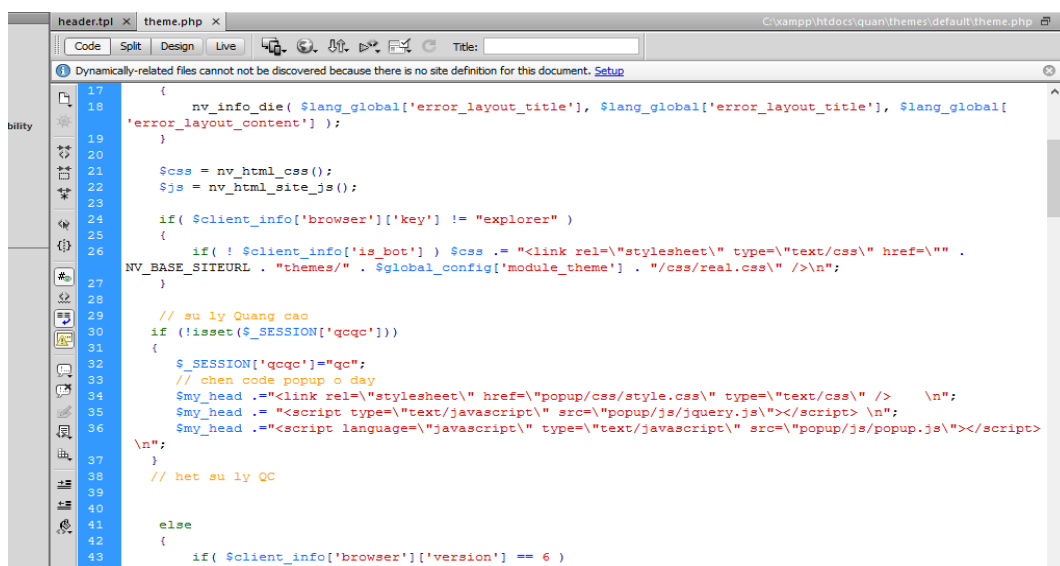 header.tpl × theme.php × C:\xampp\htdocs\quan\themes\default\theme.php
Code Split Design Live Title:
Dynamically-related files cannot not be discovered because there is no site definition for this document. Setup
bility
17 {
18 nv_info_die( $lang_global['error_layout_title'], $lang_global['error_layout_title'], $lang_global[
'error_layout_content'] );
19 }
20
21 $css = nv_html_css();
22 $js = nv_html_site_js();
23
24 if( $client_info['browser']['key'] != "explorer" )
25 {
26 if( ! $client_info['is_bot'] ) $css .= "<link rel=\"stylesheet\" type=\"text/css\" href=\"" .
NV_BASE_SITEURL . "themes/" . $global_config['module_theme'] . "/css/real.css\" />\n";
27 }
28
29 // su ly Quang cao
30 if (!isset($_SESSION['qcqc']))
31 {
32 $_SESSION['qcqc']="qc";
33 // chen code popup o day
34 $my_head .="<link rel=\"stylesheet\" href=\"popup/css/style.css\" type=\"text/css\" /> \n";
35 $my_head .= "<script type=\"text/javascript\" src=\"popup/js/jquery.js\"></script> \n";
36 $my_head .="<script language=\"javascript\" type=\"text/javascript\" src=\"popup/js/popup.js\"></script>
\n";
37 }
38 // het su ly QC
39
40
41 else
42 {
43 if( $client_info['browser']['version'] == 6 )